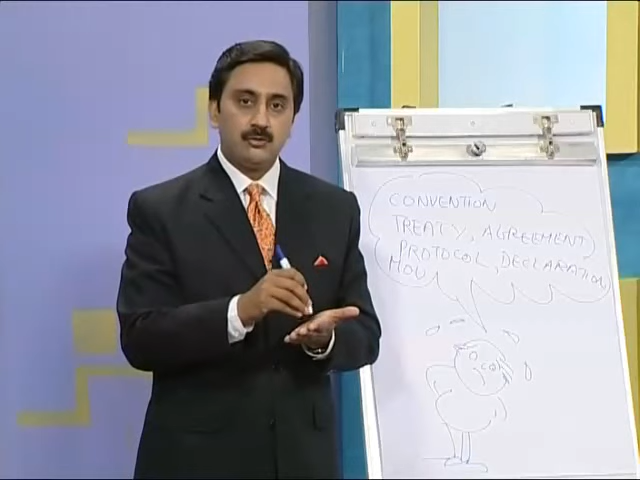 CONVENTION
TREATY, AGREEMENT
PROTOCOL, DECLARATION
MOU